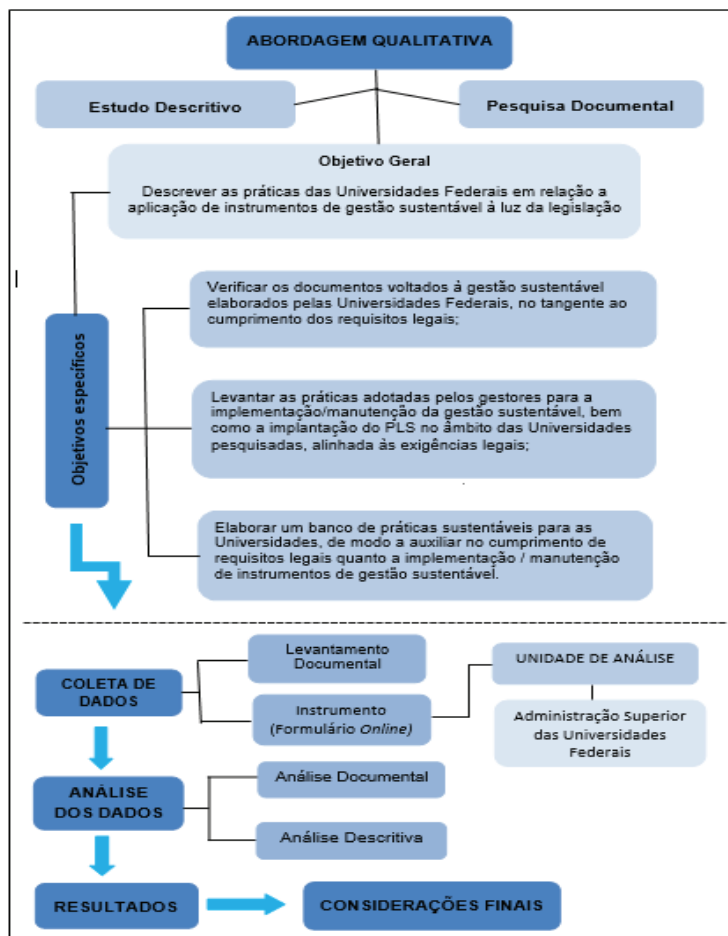 ABORDAGEM QUALITATIVA
Estudo Descritivo
Pesquisa Documental
Objetivo Geral
Descrever as práticas das Universidades Federais em relação a
aplicação de instrumentos de gestão sustentável à luz da legislação
Objetivos específicos
Verificar os documentos voltados à gestão sustentável
elaborados pelas Universidades Federais, no tangente ao
cumprimento dos requisitos legais;
Levantar as práticas adotadas pelos gestores para a
implementação/manutenção da gestão sustentável, bem
como a implantação do PLS no âmbito das Universidades
pesquisadas, alinhada às exigências legais;
Elaborar um banco de práticas sustentáveis para as
Universidades, de modo a auxiliar no cumprimento de
requisitos legais quanto a implementação / manutenção
de instrumentos de gestão sustentável.
COLETA DE
DADOS
Levantamento
Documental
Instrumento
(Formulário Online)
UNIDADE DE ANÁLISE
Administração Superior
das Universidades
Federais
ANÁLISE
DOS DADOS
Análise Documental
Análise Descritiva
RESULTADOS
CONSIDERAÇÕES FINAIS